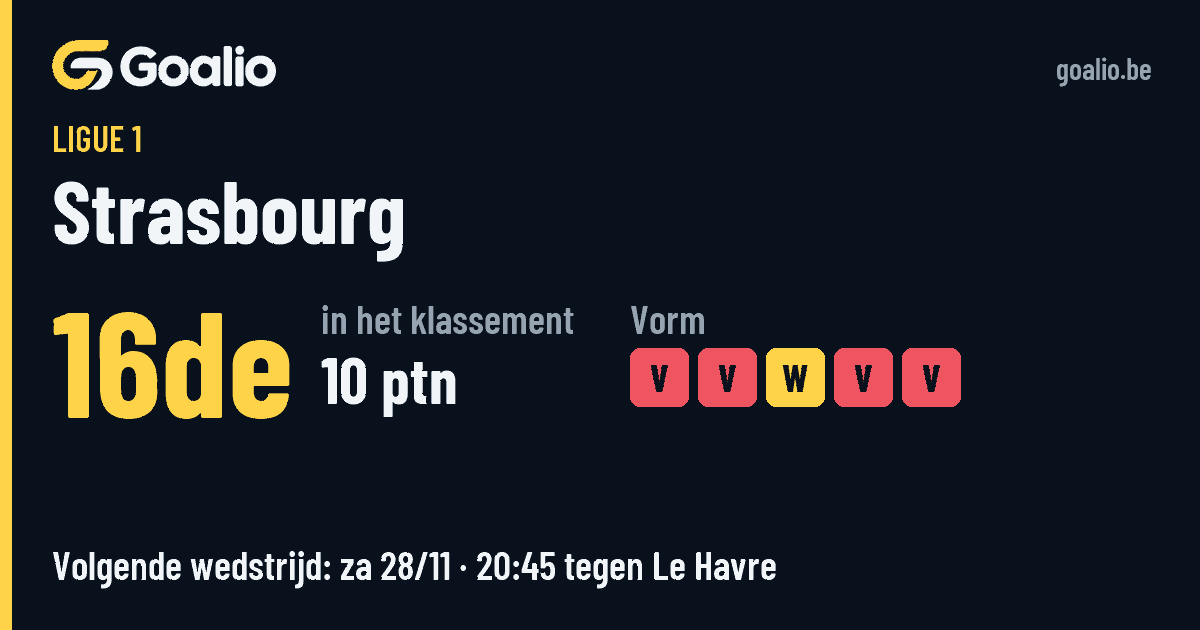 Goalio
goalio.be
LIGUE 1
Strasbourg
16de
in het klassement
10 ptn
Vorm
V V W V V
Volgende wedstrijd: za 28/11 · 20:45 tegen Le Havre